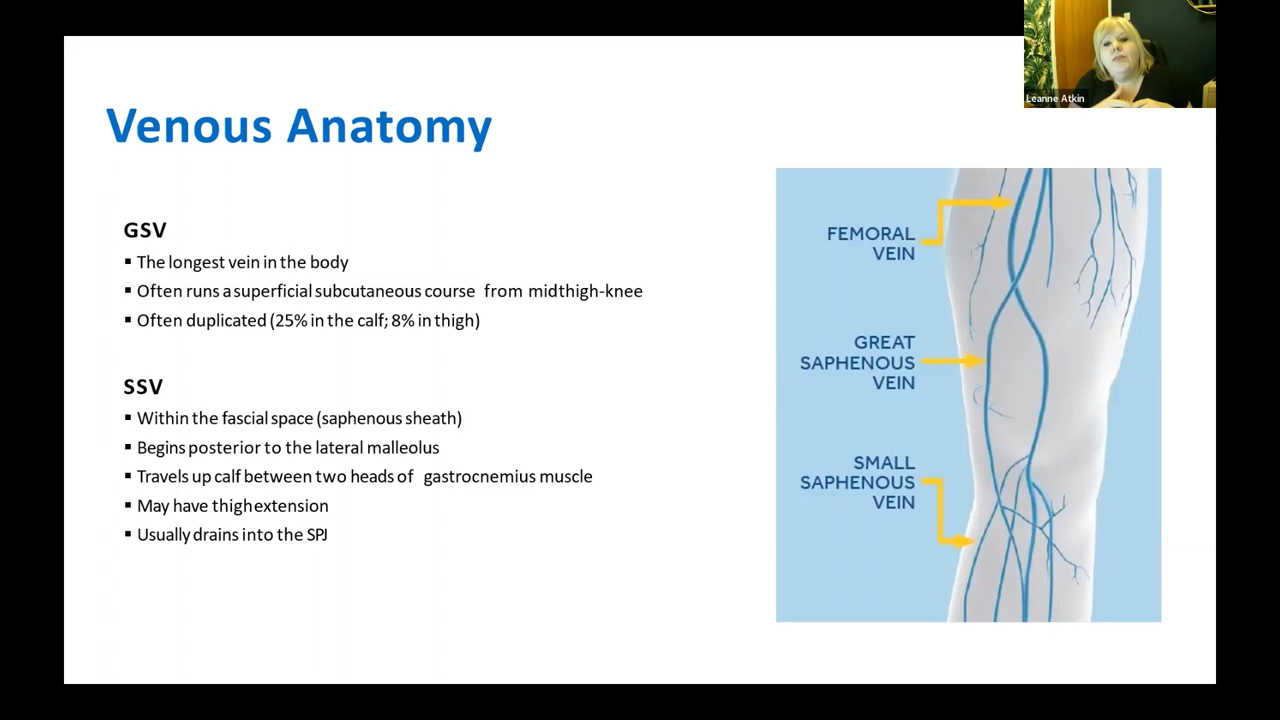 Leanne Atkin
Venous Anatomy
GSV
▪ The longest vein in the body
▪ Often runs a superficial subcutaneous course from midthigh-knee
▪ Often duplicated (25% in the calf; 8% in thigh)
SSV
▪ Within the fascial space (saphenous sheath)
▪ Begins posterior to the lateral malleolus
▪ Travels up calf between two heads of gastrocnemius muscle
▪ May have thigh extension
▪ Usually drains into the SPJ
FEMORAL
VEIN
GREAT
SAPHENOUS
VEIN
SMALL
SAPHENOUS
VEIN